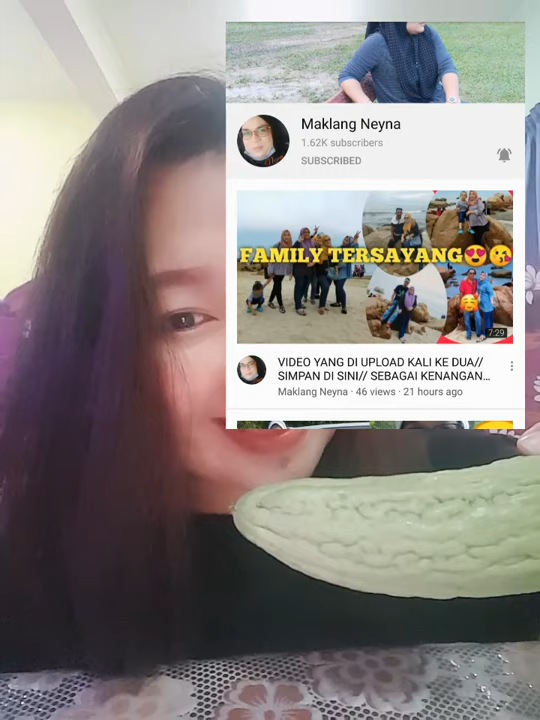 Maklang Neyna
1.62K subscribers
SUBSCRIBED
FAMILY TERSAYANG😍😘
7:29
VIDEO YANG DI UPLOAD KALI KE DUA//
SIMPAN DI SINI// SEBAGAI KENANGAN...
Maklang Neyna · 46 views · 21 hours ago